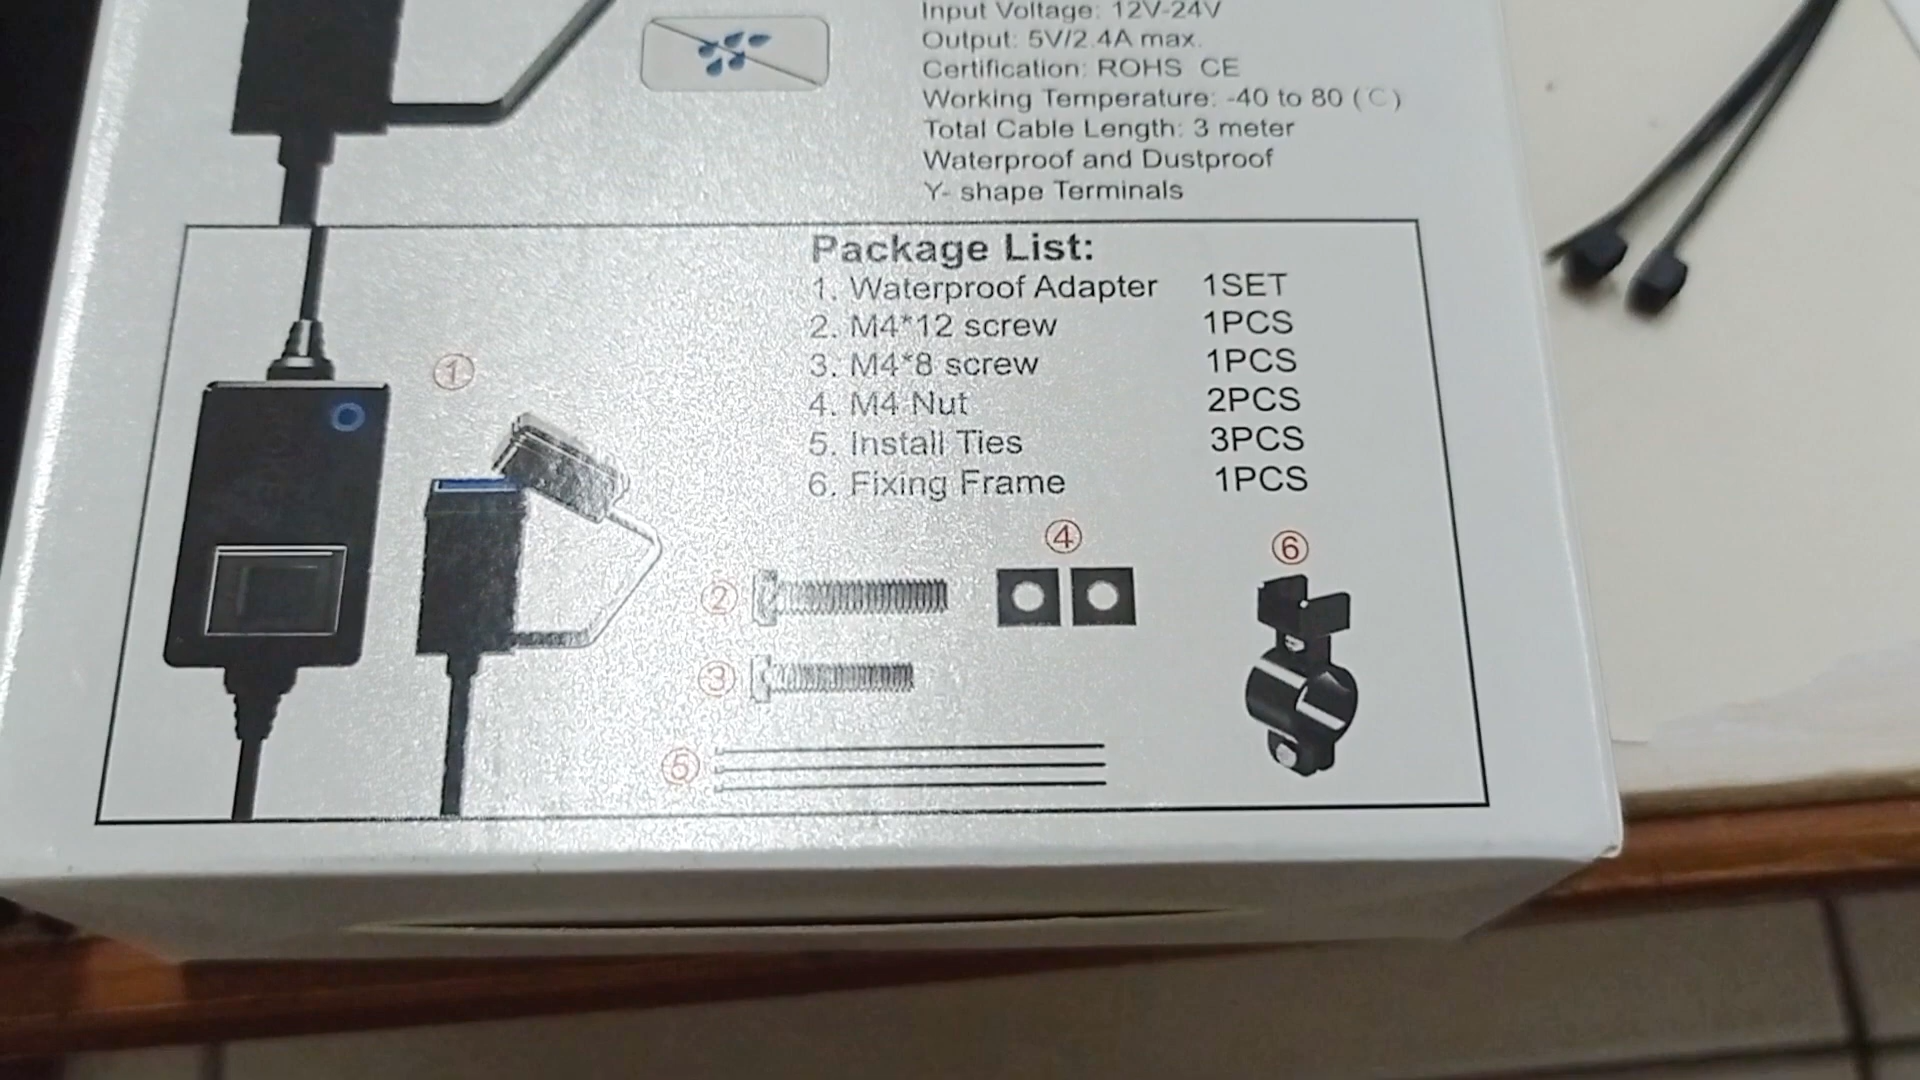 Input Voltage: 12V-24V
Output: 5V/2.4A max.
Certification: ROHS CE
Working Temperature: -40 to 80 (℃)
Total Cable Length: 3 meter
Waterproof and Dustproof
Y- shape Terminals
Package List:
1. Waterproof Adapter 1SET
2. M4*12 screw 1PCS
3. M4*8 screw 1PCS
4. M4 Nut 2PCS
5. Install Ties 3PCS
6. Fixing Frame 1PCS
①
④
⑥
②
③
⑤